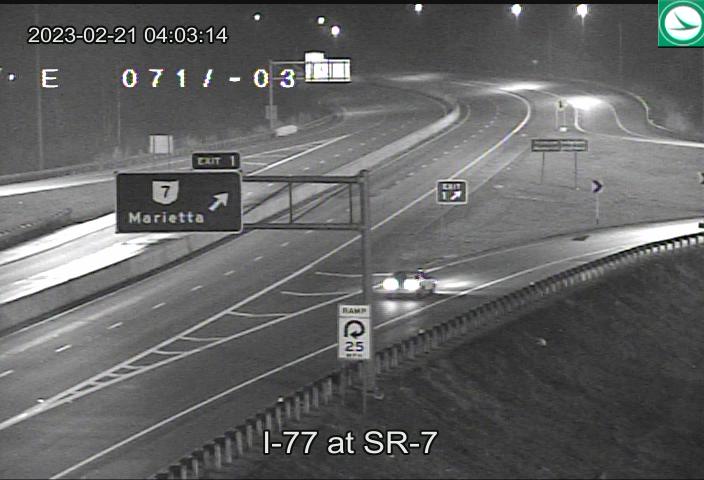 2023-02-21 04:03:14
E 071/-03
EXIT 1
7
Marietta
EXIT
1
RAMP
25
MPH
I-77 at SR-7